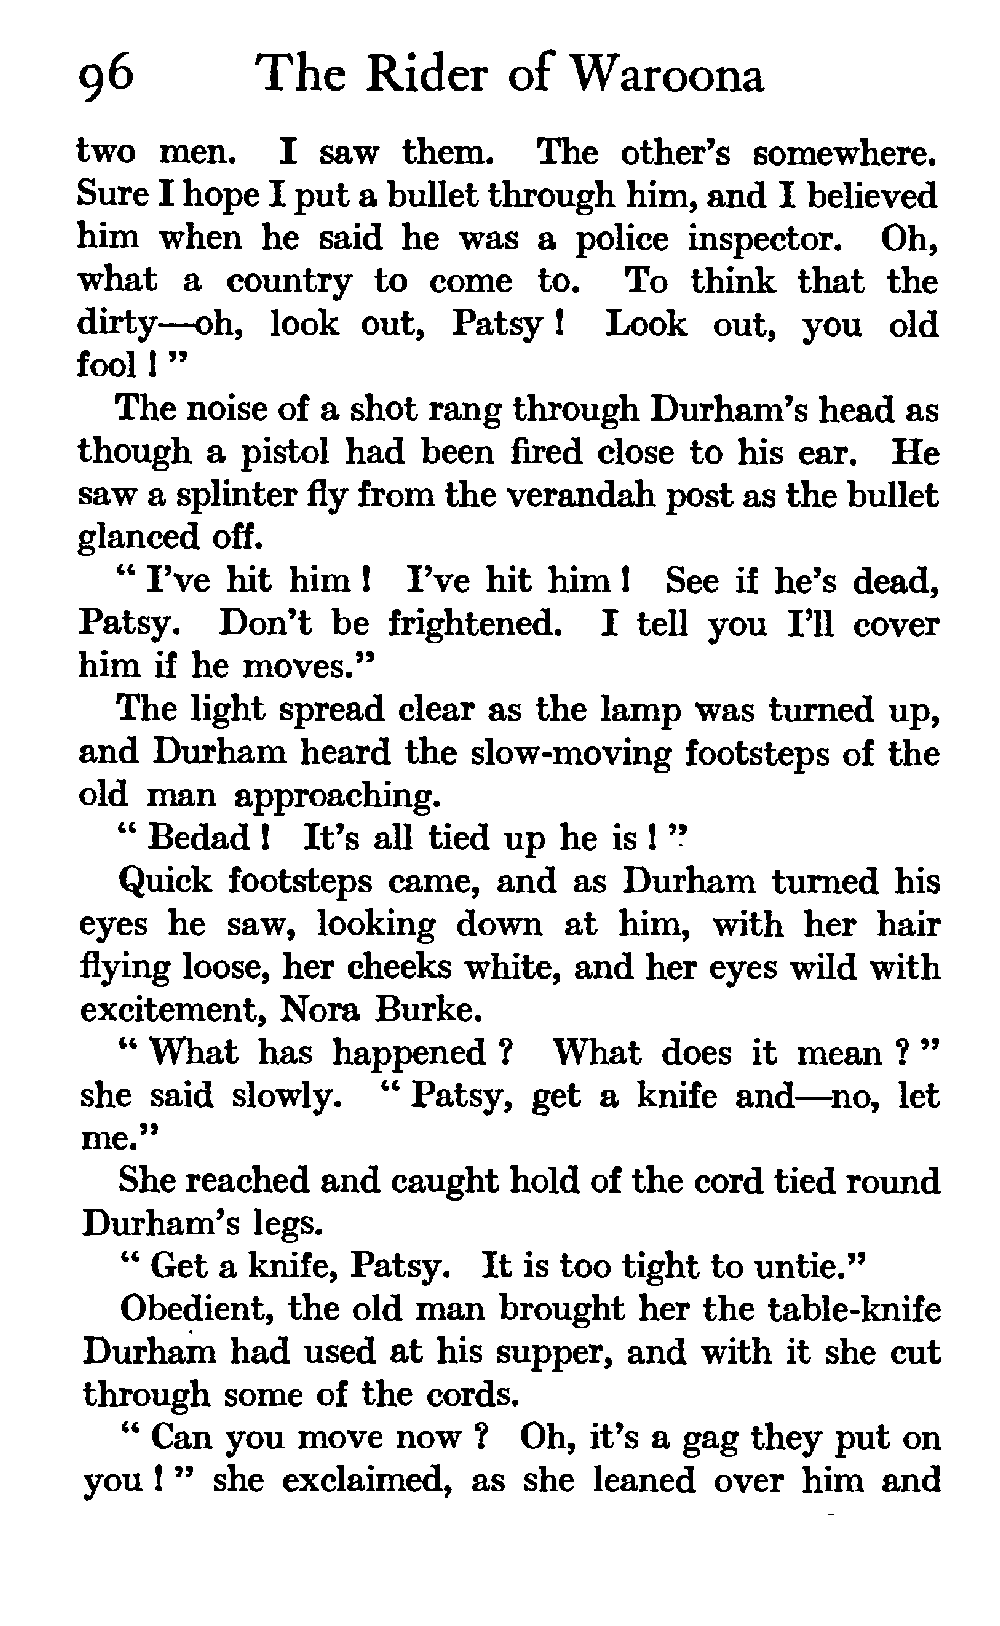 96 The Rider of Waroona
two men. I saw them. The other's somewhere.
Sure I hope I put a bullet through him, and I believed
him when he said he was a police inspector. Oh,
what a country to come to. To think that the
dirty—oh, look out, Patsy ! Look out, you old
fool ! ”
The noise of a shot rang through Durham's head as
though a pistol had been fired close to his ear. He
saw a splinter fly from the verandah post as the bullet
glanced off.
“ I've hit him ! I've hit him ! See if he's dead,
Patsy. Don't be frightened. I tell you I'll cover
him if he moves.”
The light spread clear as the lamp was turned up,
and Durham heard the slow-moving footsteps of the
old man approaching.
“ Bedad ! It's all tied up he is ! ”
Quick footsteps came, and as Durham turned his
eyes he saw, looking down at him, with her hair
flying loose, her cheeks white, and her eyes wild with
excitement, Nora Burke.
“ What has happened ? What does it mean ? ”
she said slowly. “ Patsy, get a knife and—no, let
me.”
She reached and caught hold of the cord tied round
Durham's legs.
“ Get a knife, Patsy. It is too tight to untie.”
Obedient, the old man brought her the table-knife
Durham had used at his supper, and with it she cut
through some of the cords.
“ Can you move now ? Oh, it's a gag they put on
you ! ” she exclaimed, as she leaned over him and